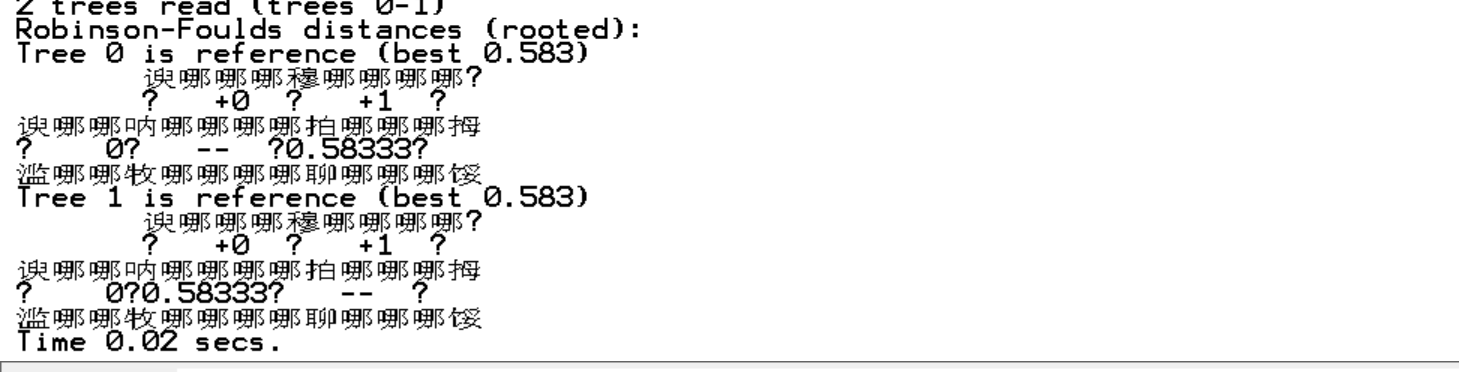 2 trees read (trees 0-1)
Robinson-Foulds distances (rooted):
Tree 0 is reference (best 0.583)
谀哪哪哪穆哪哪哪哪?
? +0 ? +1 ?
谀哪哪呐哪哪哪哪拍哪哪哪拇
? 0? -- ?0.58333?
滥哪哪牧哪哪哪哪聊哪哪哪馁
Tree 1 is reference (best 0.583)
谀哪哪哪穆哪哪哪哪?
? +0 ? +1 ?
谀哪哪呐哪哪哪哪拍哪哪哪拇
? 0?0.58333? -- ?
滥哪哪牧哪哪哪哪聊哪哪哪馁
Time 0.02 secs.